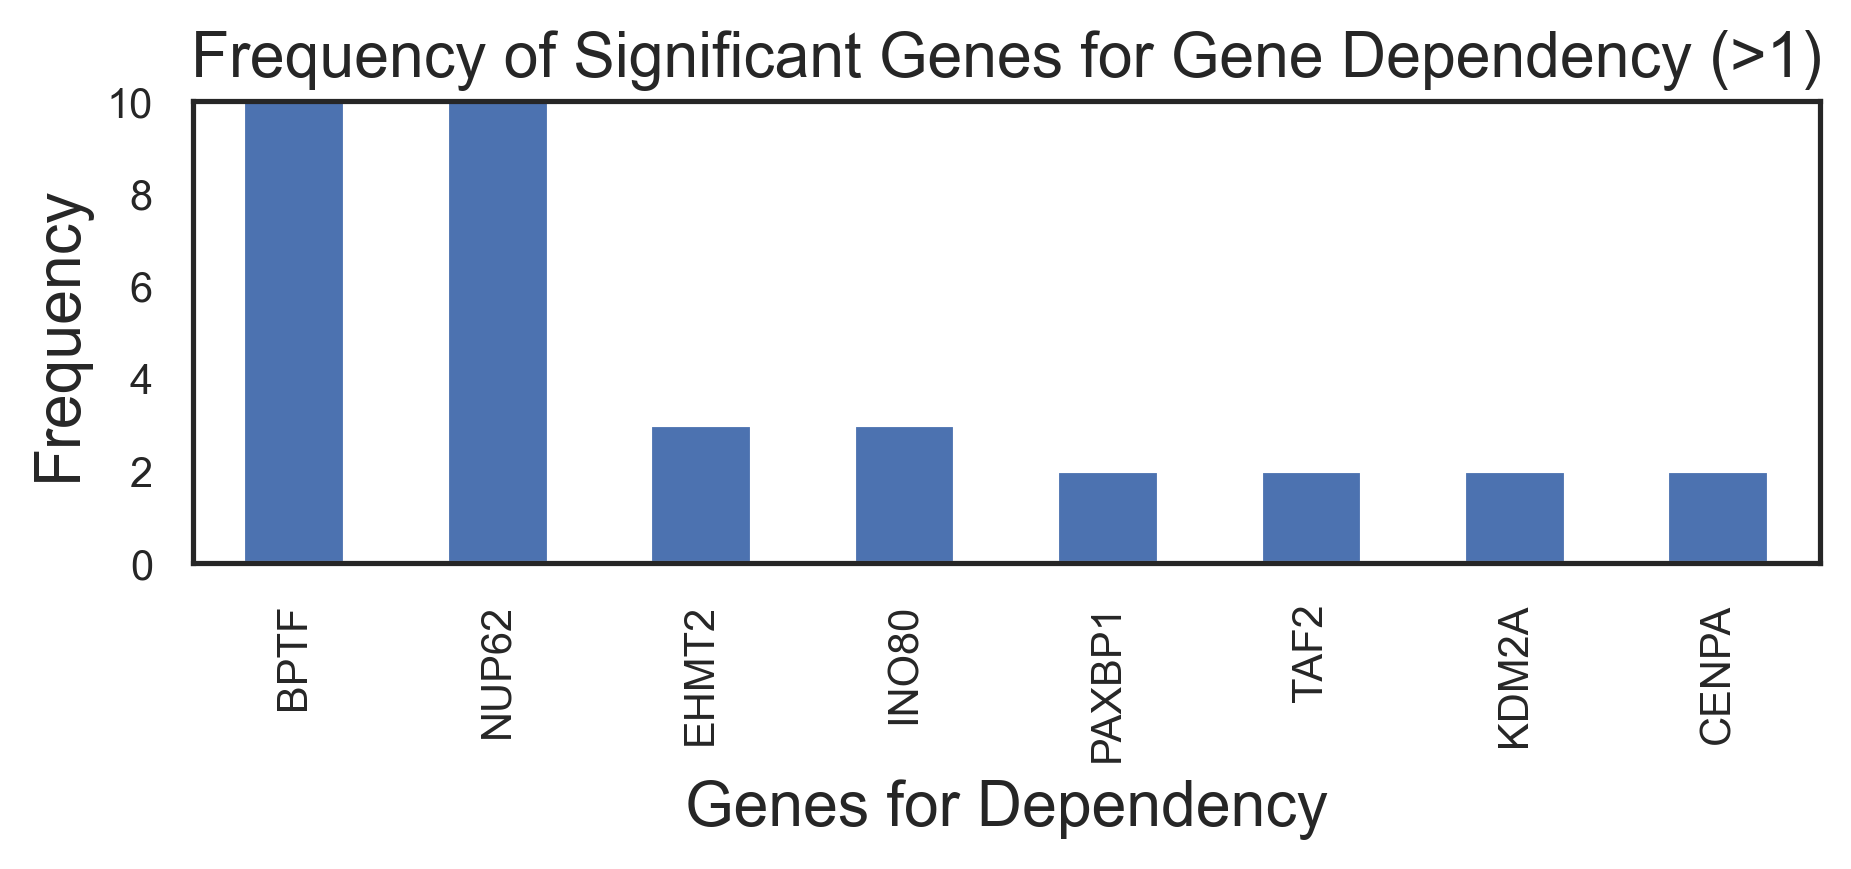 Frequency of Significant Genes for Gene Dependency (>1)
Frequency
10
8
6
4
2
0
BPTF
NUP62
EHMT2
INO80
PAXBP1
TAF2
KDM2A
CENPA
Genes for Dependency